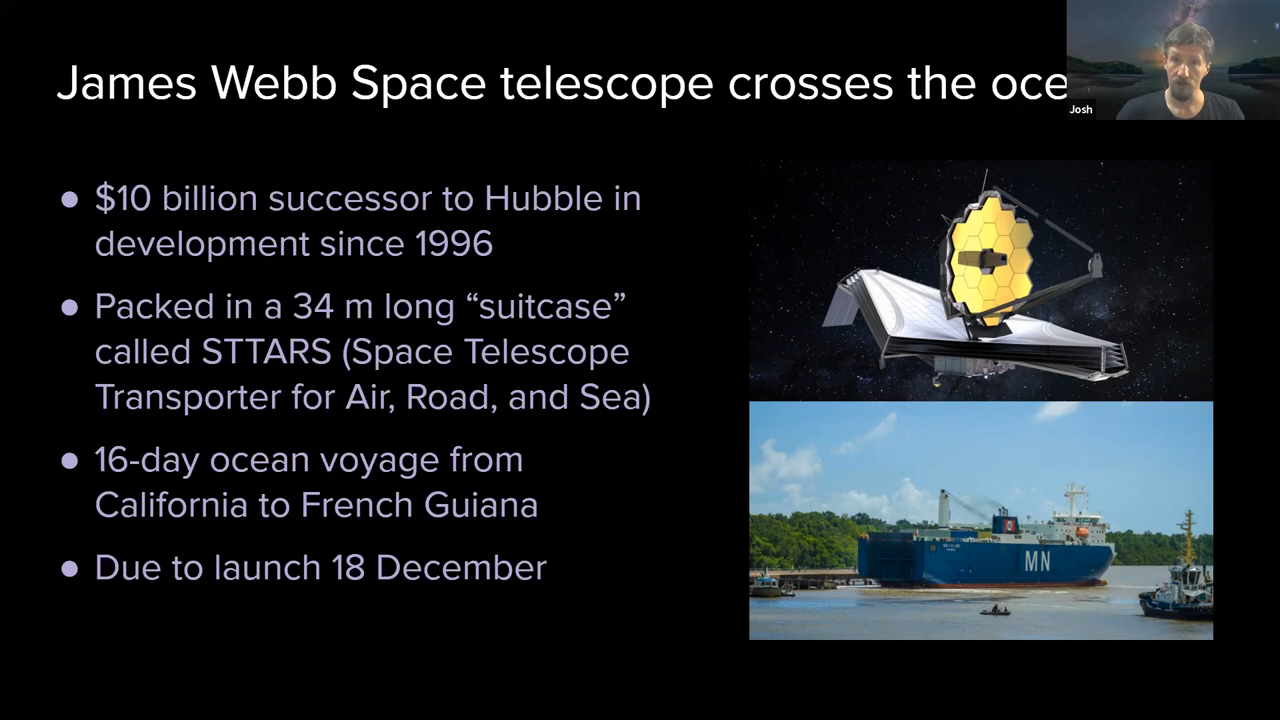 James Webb Space telescope crosses the oce
Josh
● $10 billion successor to Hubble in
development since 1996
● Packed in a 34 m long “suitcase”
called STTARS (Space Telescope
Transporter for Air, Road, and Sea)
● 16-day ocean voyage from
California to French Guiana
● Due to launch 18 December
MN